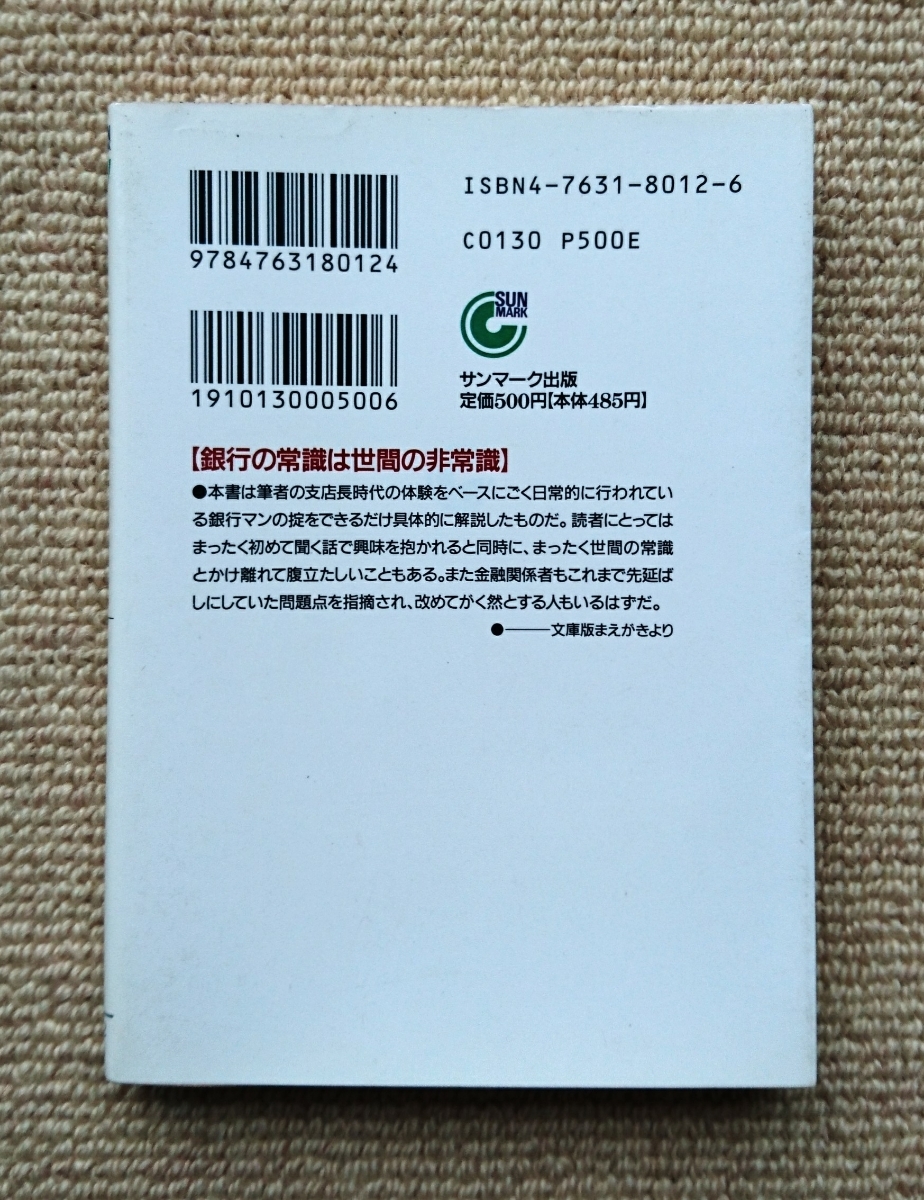 9784763180124
ISBN4-7631-8012-6
C0130 P500E
1910130005006
SUN
MARK
サンマーク出版
定価500円【本体485円】
【銀行の常識は世間の非常識】
●本書は筆者の支店長時代の体験をベースにごく日常的に行われてい
る銀行マンの掟をできるだけ具体的に解説したものだ。読者にとっては
まったく初めて聞く話で興味を抱かれると同時に、まったく世間の常識
とかけ離れて腹立たしいこともある。また金融関係者もこれまで先延ば
しにしていた問題点を指摘され、改めてがく然とする人もいるはずだ。
●───文庫版まえがきより